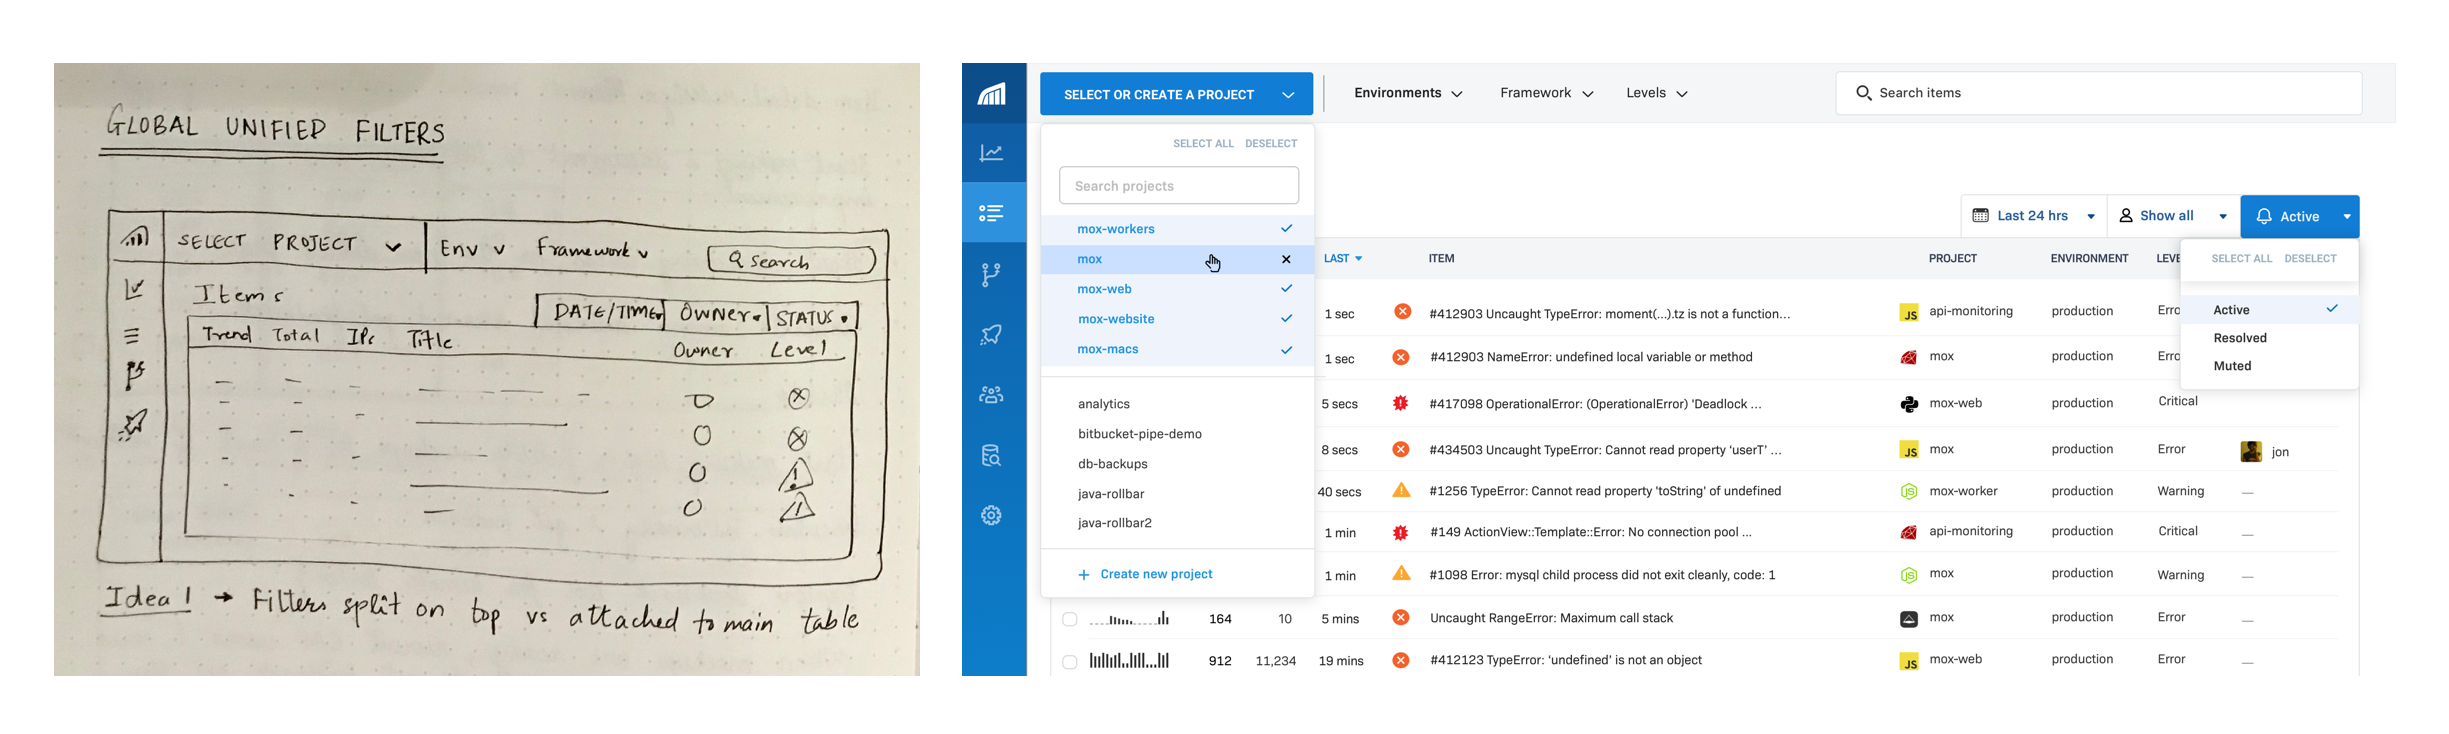 GLOBAL UNIFIED FILTERS
SELECT PROJECT Env Framework Search
Items
DATE/TIME OWNER STATUS
Trend Total IPs Title Owner Level
Idea 1 → Filters split on top vs attached to main table
SELECT OR CREATE A PROJECT Environments Framework Levels Search items
SELECT ALL DESELECT
Search projects
mox-workers
mox
mox-web
mox-website
mox-macs
analytics
bitbucket-pipe-demo
db-backups
java-rollbar
java-rollbar2
+ Create new project
Last 24 hrs Show all Active
SELECT ALL DESELECT
Active
Resolved
Muted
LAST ITEM PROJECT ENVIRONMENT LEVE
1 sec #412903 Uncaught TypeError: moment(...).tz is not a function... JS api-monitoring production Erro
1 sec #412903 NameError: undefined local variable or method mox production Erro
5 secs #417098 OperationalError: (OperationalError) 'Deadlock ... mox-web production Critical
8 secs #434503 Uncaught TypeError: Cannot read property 'userT' ... JS mox production Error jon
40 secs #1256 TypeError: Cannot read property 'toString' of undefined mox-worker production Warning —
1 min #149 ActionView::Template::Error: No connection pool ... api-monitoring production Critical —
1 min #1098 Error: mysql child process did not exit cleanly, code: 1 mox production Warning —
164 10 5 mins Uncaught RangeError: Maximum call stack mox production Error —
912 11,234 19 mins #412123 TypeError: 'undefined' is not an object JS mox-web production Error —